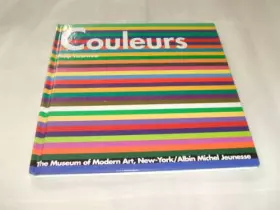 Couleurs
the Museum of Modern Art, New-York/Albin Michel Jeunesse